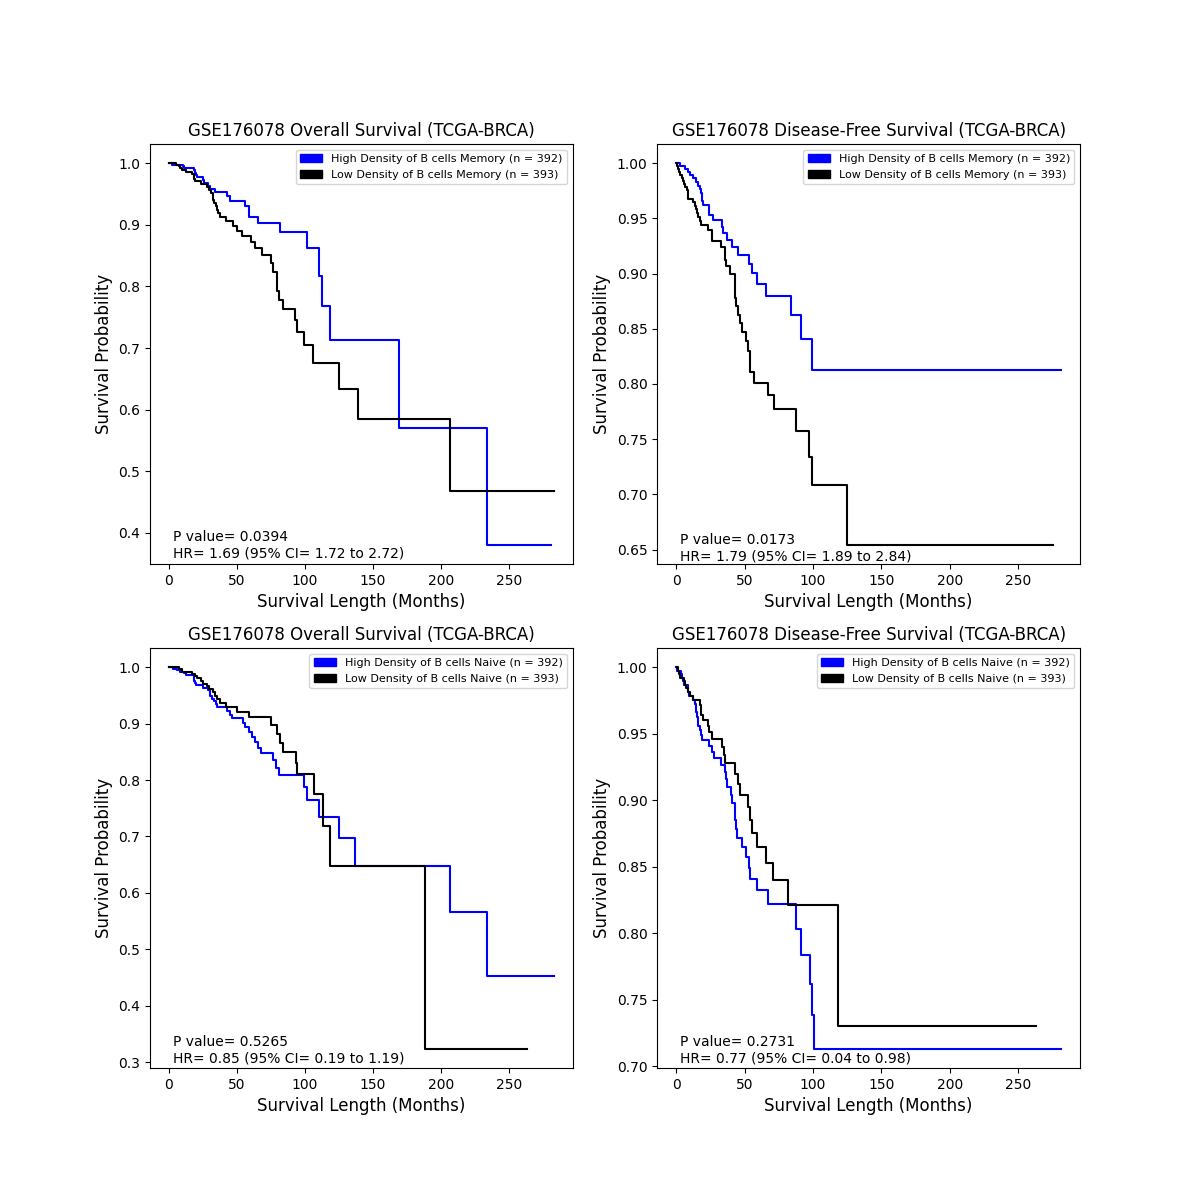 GSE176078 Overall Survival (TCGA-BRCA)
High Density of B cells Memory (n = 392)
Low Density of B cells Memory (n = 393)
1.0
0.9
0.8
0.7
0.6
0.5
0.4
Survival Probability
P value= 0.0394
HR= 1.69 (95% CI= 1.72 to 2.72)
0 50 100 150 200 250
Survival Length (Months)
GSE176078 Disease-Free Survival (TCGA-BRCA)
High Density of B cells Memory (n = 392)
Low Density of B cells Memory (n = 393)
1.00
0.95
0.90
0.85
0.80
0.75
0.70
0.65
Survival Probability
P value= 0.0173
HR= 1.79 (95% CI= 1.89 to 2.84)
0 50 100 150 200 250
Survival Length (Months)
GSE176078 Overall Survival (TCGA-BRCA)
High Density of B cells Naive (n = 392)
Low Density of B cells Naive (n = 393)
1.0
0.9
0.8
0.7
0.6
0.5
0.4
0.3
Survival Probability
P value= 0.5265
HR= 0.85 (95% CI= 0.19 to 1.19)
0 50 100 150 200 250
Survival Length (Months)
GSE176078 Disease-Free Survival (TCGA-BRCA)
High Density of B cells Naive (n = 392)
Low Density of B cells Naive (n = 393)
1.00
0.95
0.90
0.85
0.80
0.75
0.70
Survival Probability
P value= 0.2731
HR= 0.77 (95% CI= 0.04 to 0.98)
0 50 100 150 200 250
Survival Length (Months)